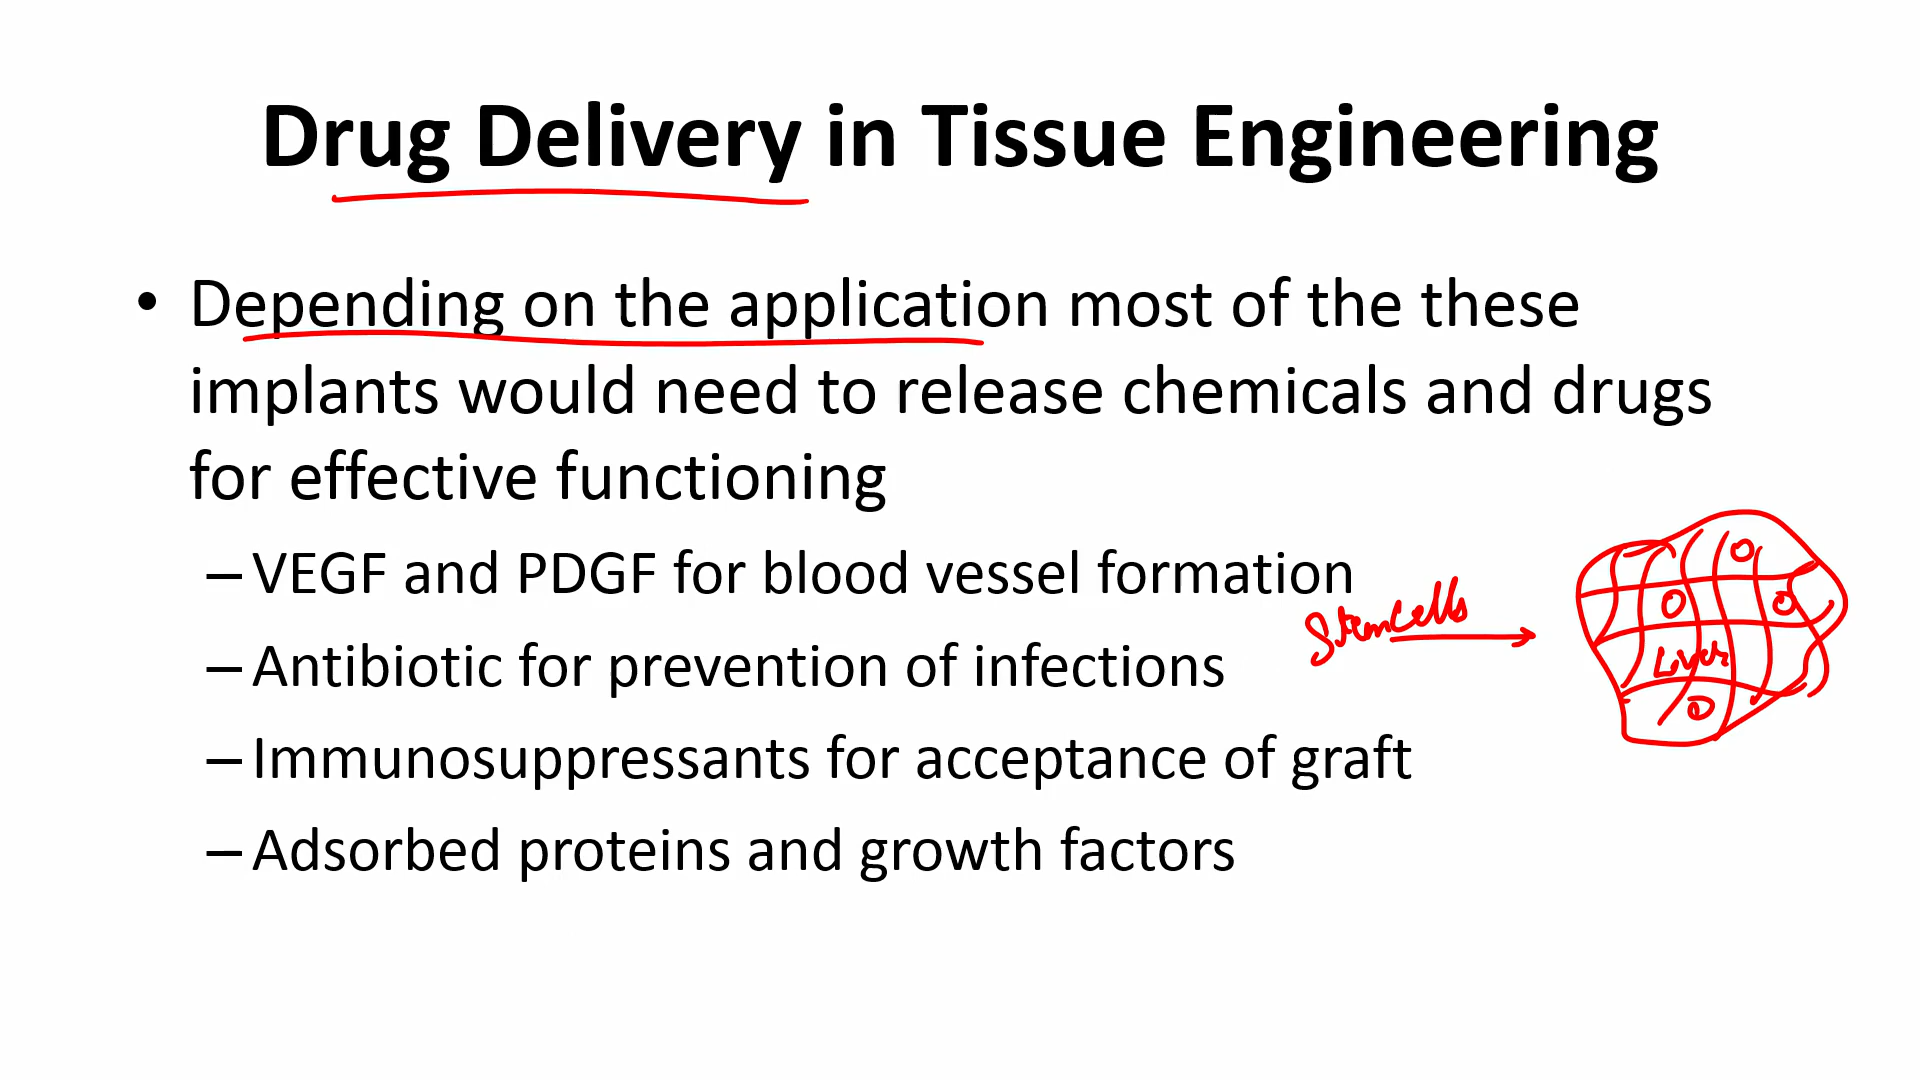 Drug Delivery in Tissue Engineering
• Depending on the application most of the these
implants would need to release chemicals and drugs
for effective functioning
– VEGF and PDGF for blood vessel formation
Stem cells
– Antibiotic for prevention of infections
Liver
– Immunosuppressants for acceptance of graft
– Adsorbed proteins and growth factors